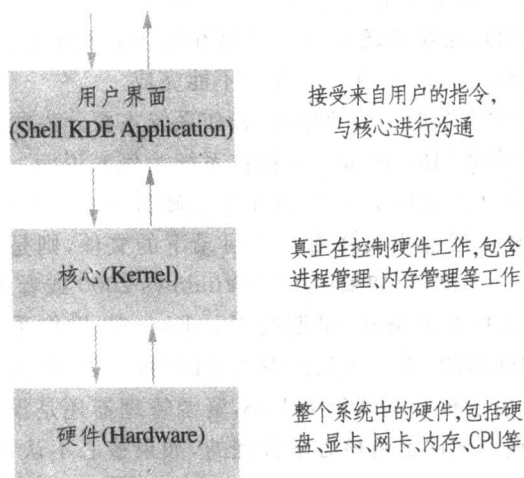 用户界面
(Shell KDE Application)
接受来自用户的指令,
与核心进行沟通
核心(Kernel)
真正在控制硬件工作,包含
进程管理、内存管理等工作
硬件(Hardware)
整个系统中的硬件,包括硬
盘、显卡、网卡、内存、CPU等